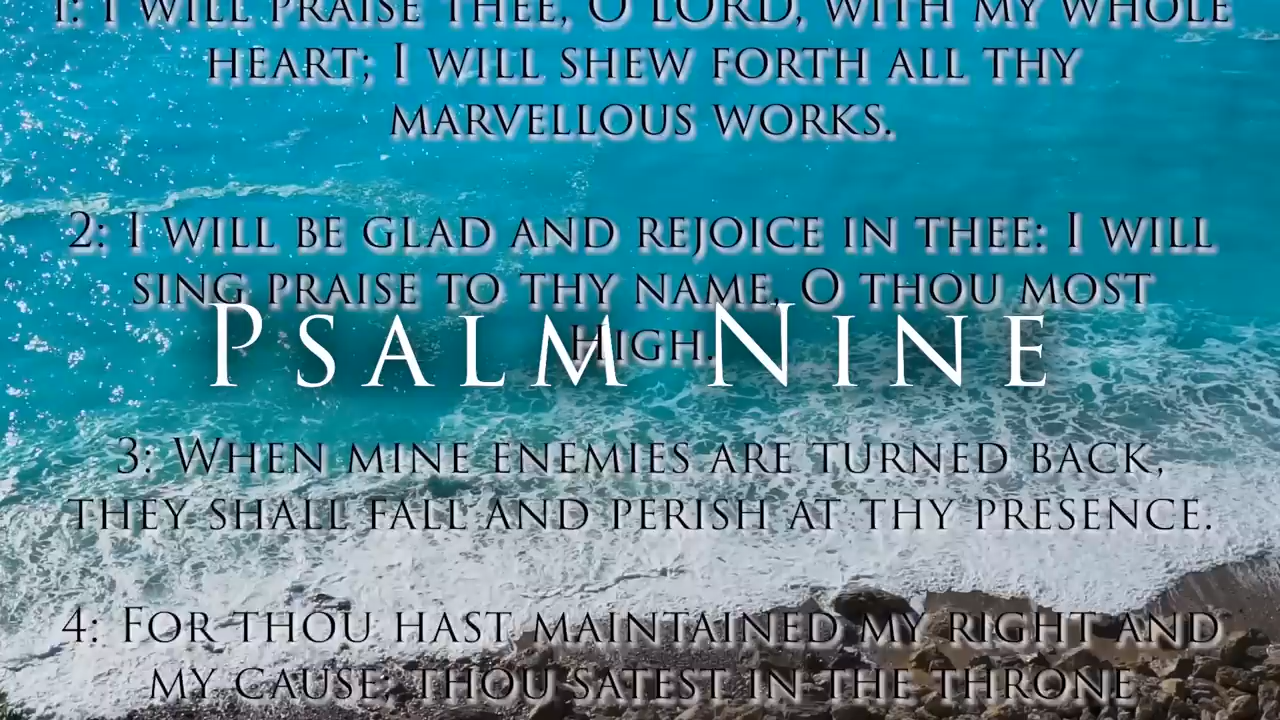 1: I WILL PRAISE THEE, O LORD, WITH MY WHOLE
HEART; I WILL SHEW FORTH ALL THY
MARVELLOUS WORKS.
2: I WILL BE GLAD AND REJOICE IN THEE: I WILL
SING PRAISE TO THY NAME, O THOU MOST
HIGH.
PSALM NINE
3: WHEN MINE ENEMIES ARE TURNED BACK,
THEY SHALL FALL AND PERISH AT THY PRESENCE.
4: FOR THOU HAST MAINTAINED MY RIGHT AND
MY CAUSE; THOU SATEST IN THE THRONE